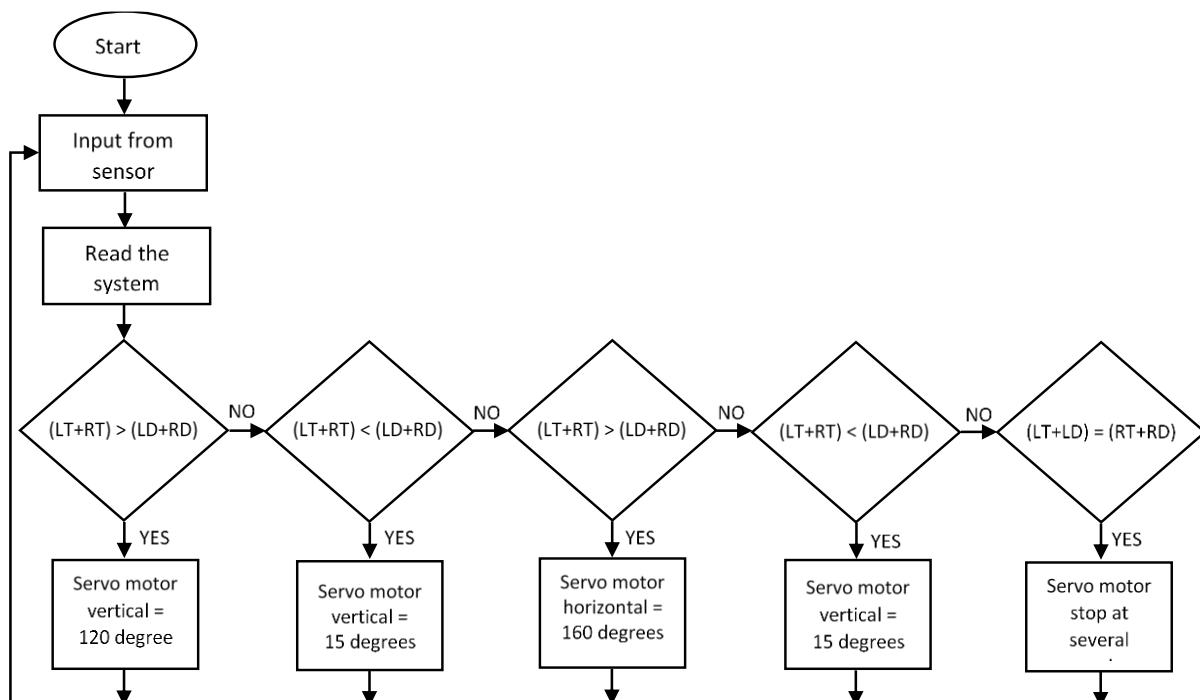 Start
Input from
sensor
Read the
system
(LT+RT) > (LD+RD)
NO
(LT+RT) < (LD+RD)
NO
(LT+RT) > (LD+RD)
NO
(LT+RT) < (LD+RD)
NO
(LT+LD) = (RT+RD)
YES
YES
YES
YES
YES
Servo motor
vertical =
120 degree
Servo motor
vertical =
15 degrees
Servo motor
horizontal =
160 degrees
Servo motor
vertical =
15 degrees
Servo motor
stop at
several